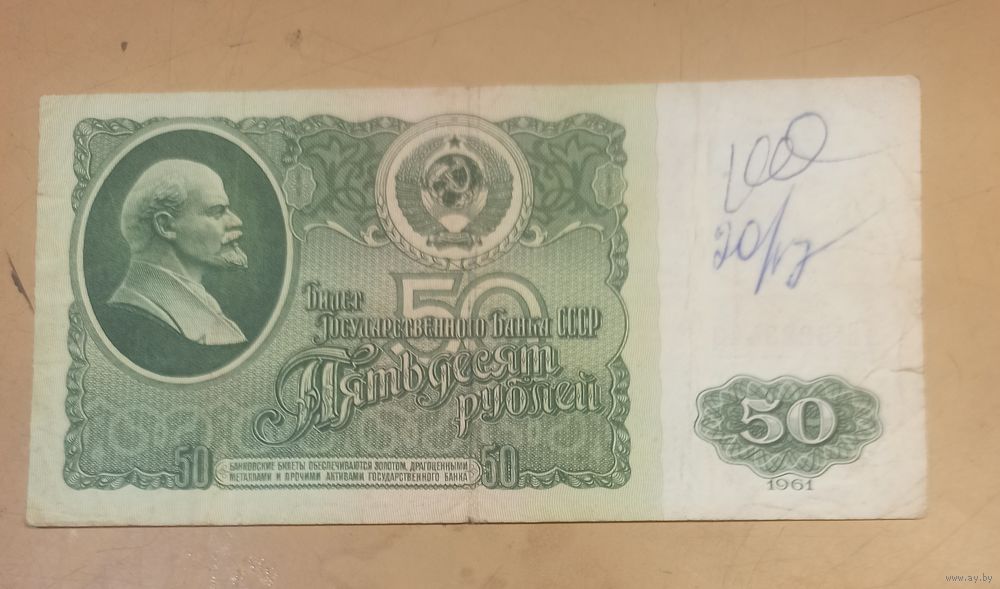 Билет
Государственного Банка СССР
50
Пятьдесят
рублей
50
БАНКОВСКИЕ БИЛЕТЫ ОБЕСПЕЧИВАЮТСЯ ЗОЛОТОМ, ДРАГОЦЕННЫМИ
МЕТАЛЛАМИ И ПРОЧИМИ АКТИВАМИ ГОСУДАРСТВЕННОГО БАНКА
50
50
1961
www.ay.by